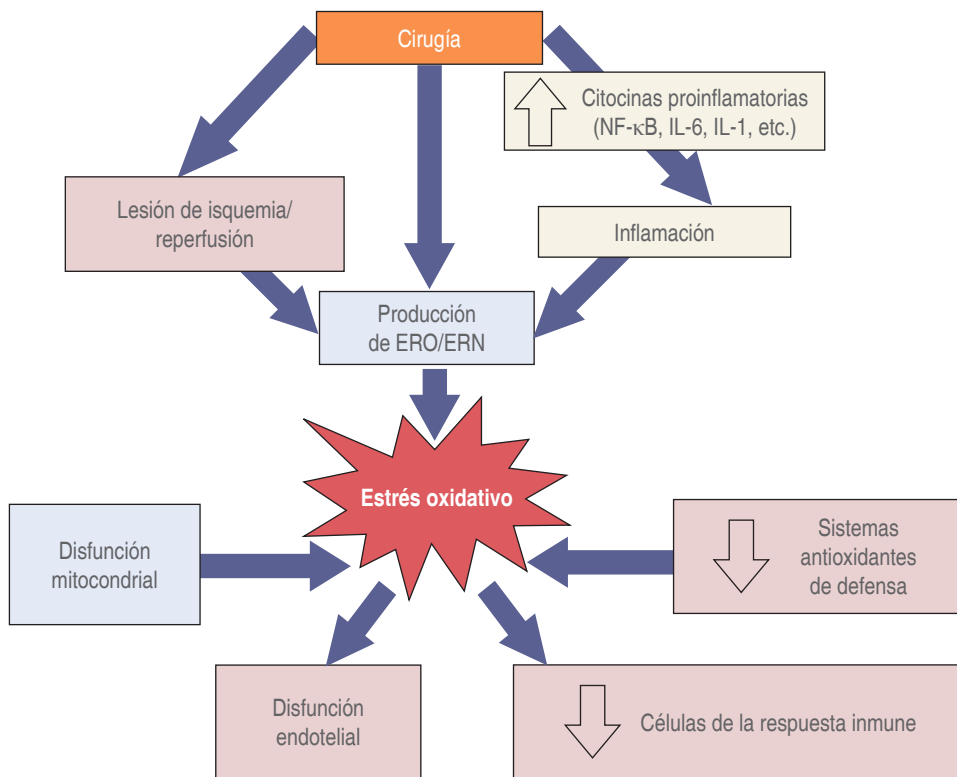 Cirugía
Citocinas proinflamatorias
(NF-κB, IL-6, IL-1, etc.)
Lesión de isquemia/
reperfusión
Inflamación
Producción
de ERO/ERN
Estrés oxidativo
Disfunción
mitocondrial
Sistemas
antioxidantes
de defensa
Disfunción
endotelial
Células de la respuesta inmune